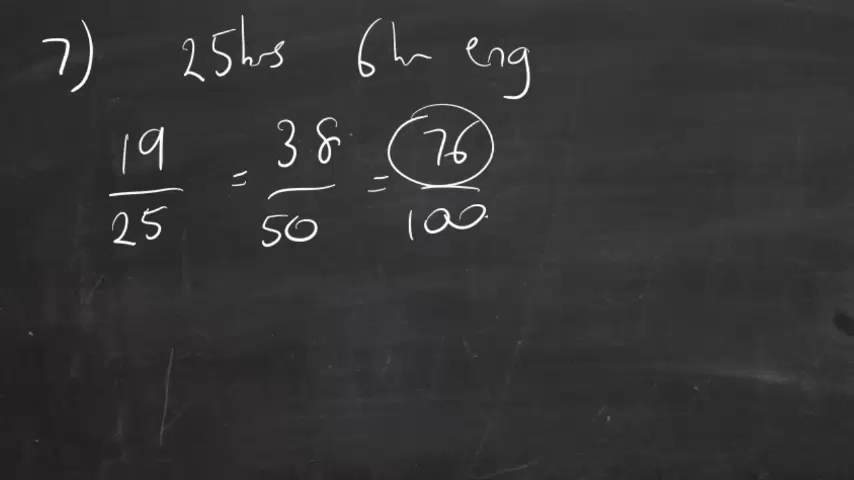 7) 25hrs 6hr eng
19/25 = 38/50 = 76/100